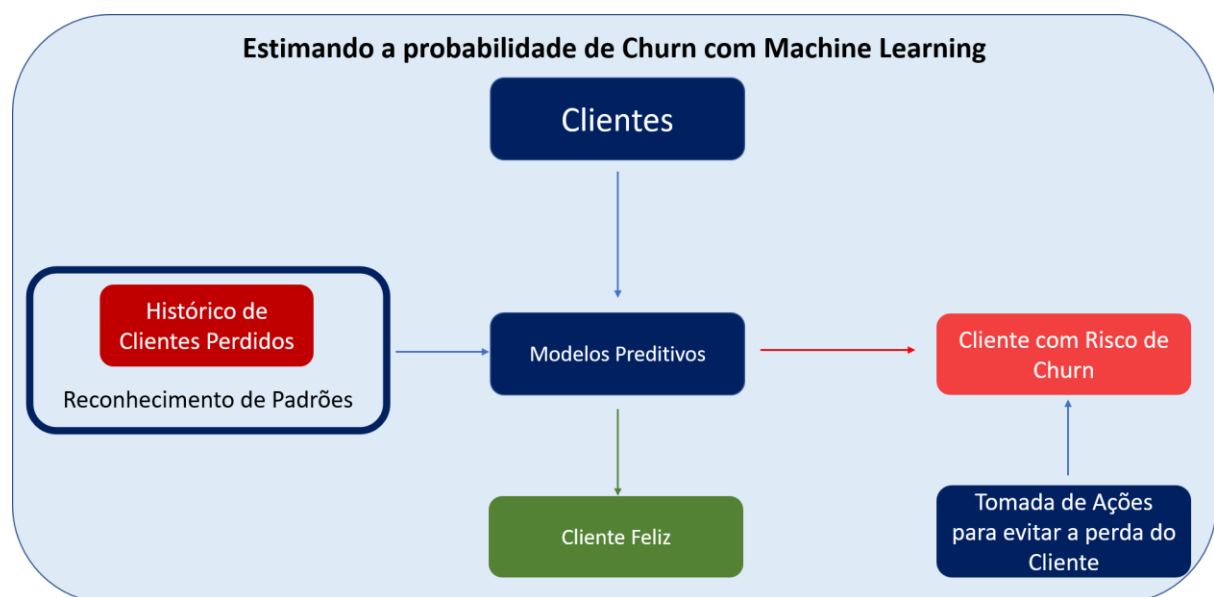 Estimando a probabilidade de Churn com Machine Learning
Clientes
Histórico de
Clientes Perdidos
Reconhecimento de Padrões
Modelos Preditivos
Cliente com Risco de
Churn
Cliente Feliz
Tomada de Ações
para evitar a perda do
Cliente